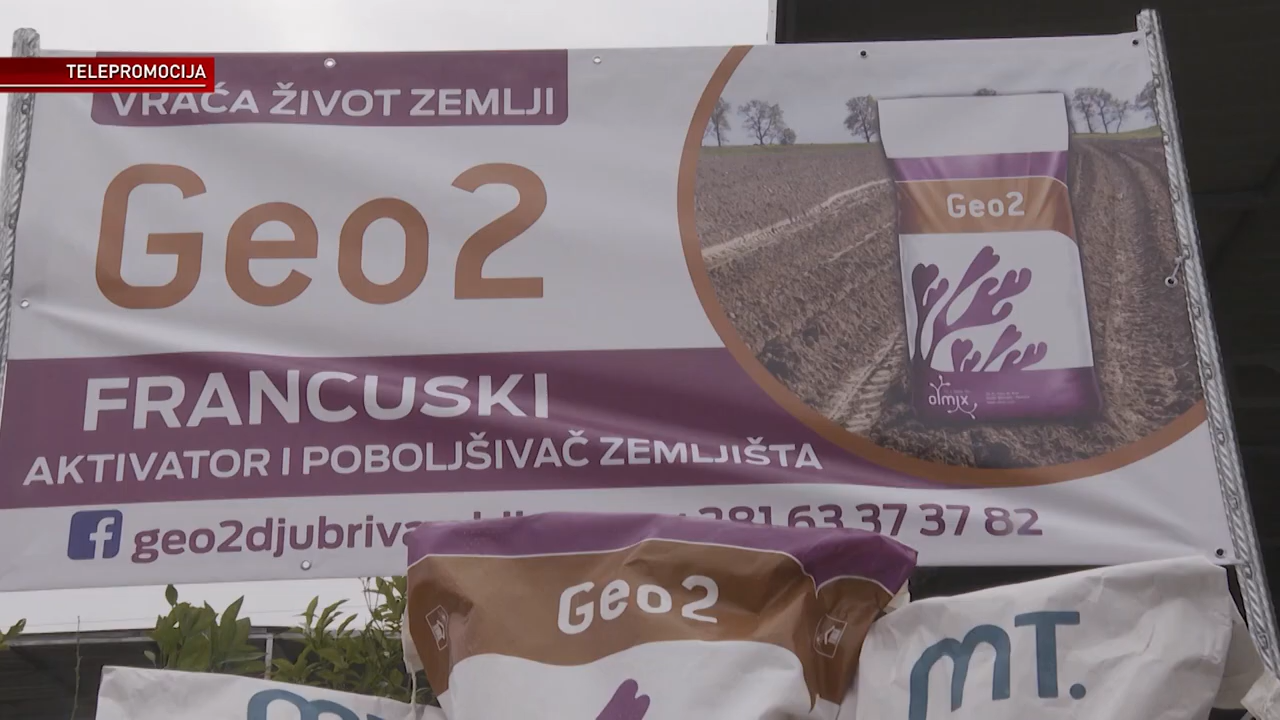 TELEPROMOCIJA
VRAĆA ŽIVOT ZEMLJI
Geo2
Geo2
olmix
FRANCUSKI
AKTIVATOR I POBOLJŠIVAČ ZEMLJIŠTA
geo2djubriva +381 63 37 37 82
Geo2
MT.
MT.